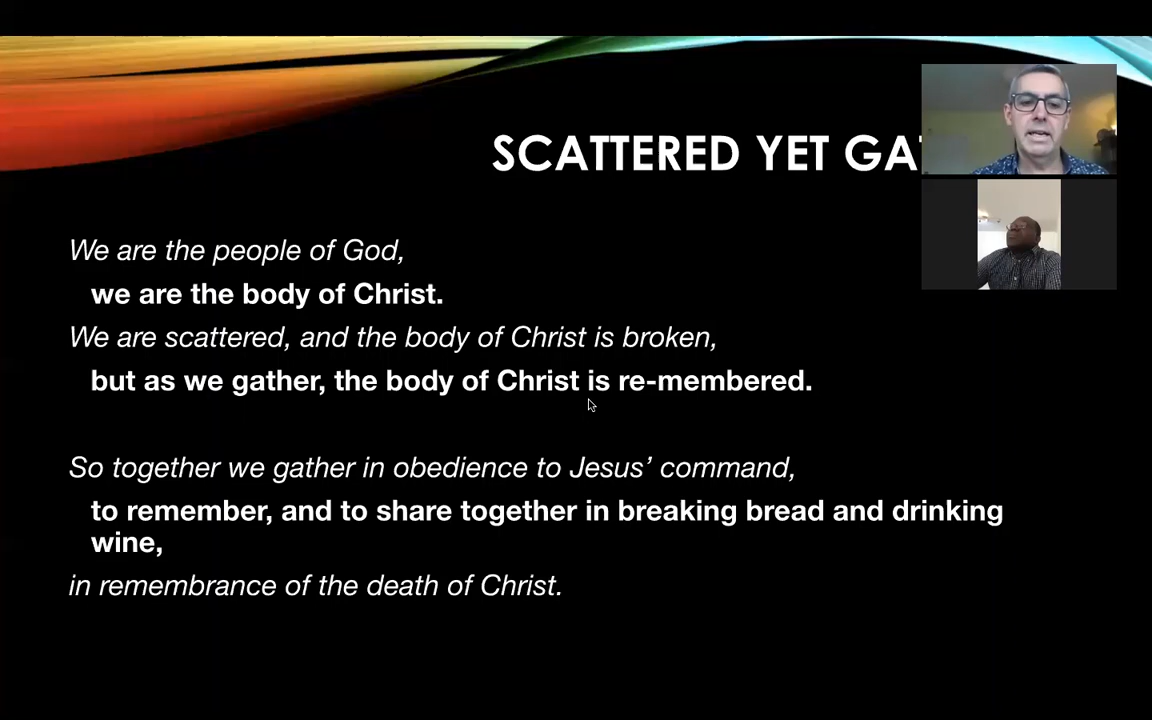 SCATTERED YET
We are the people of God,
we are the body of Christ.
We are scattered, and the body of Christ is broken,
but as we gather, the body of Christ is re-membered.
So together we gather in obedience to Jesus’ command,
to remember, and to share together in breaking bread and drinking
wine,
in remembrance of the death of Christ.